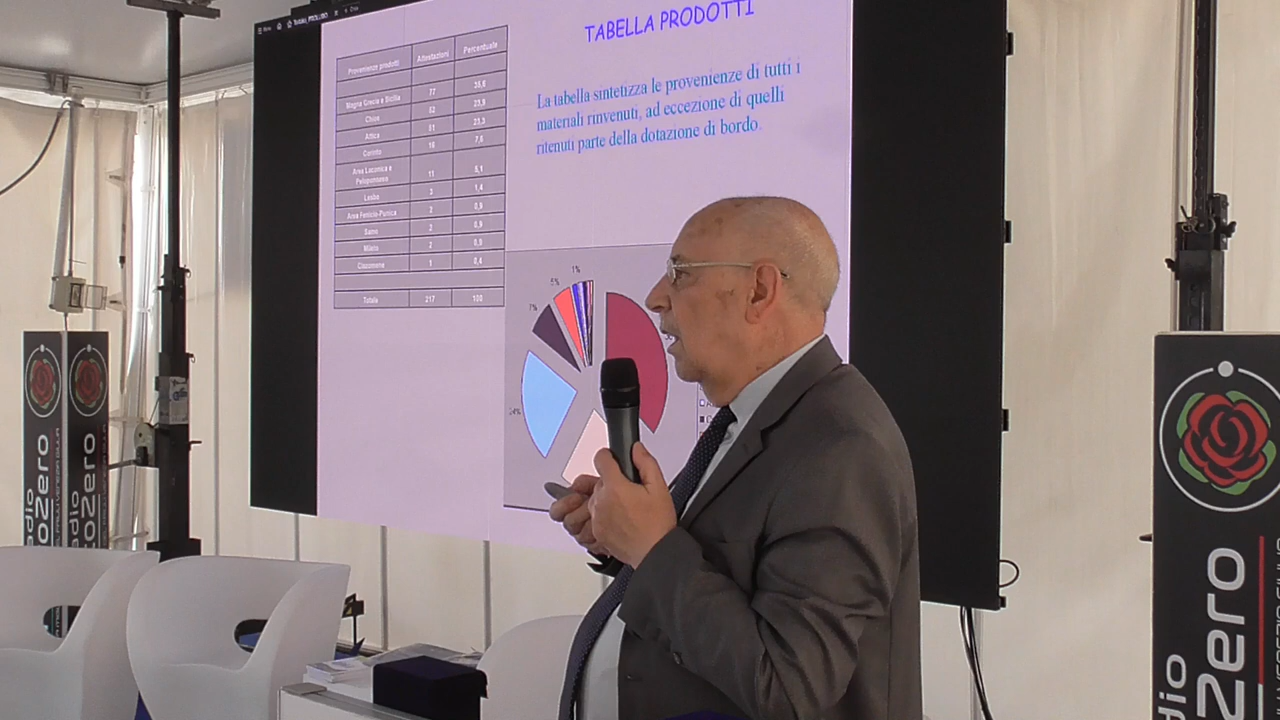 TABELLA PRODOTTI
La tabella sintetizza le provenienze di tutti i
materiali rinvenuti, ad eccezione di quelli
ritenuti parte della dotazione di bordo.
Provenienze prodotti Attestazioni Percentuale
Magna Grecia e Sicilia 77 35,6
Chios 52 23,9
Attica 51 23,3
Corinto 16 7,6
Area Laconica e
Peloponneso 11 5,1
Lesbo 3 1,4
Area Fenicio-Punica 2 0,9
Samo 2 0,9
Mileto 2 0,9
Clazomene 1 0,4
Totale 217 100
1%
5%
7%
24%
dio
oZero
adio
oZero
dio
Zero